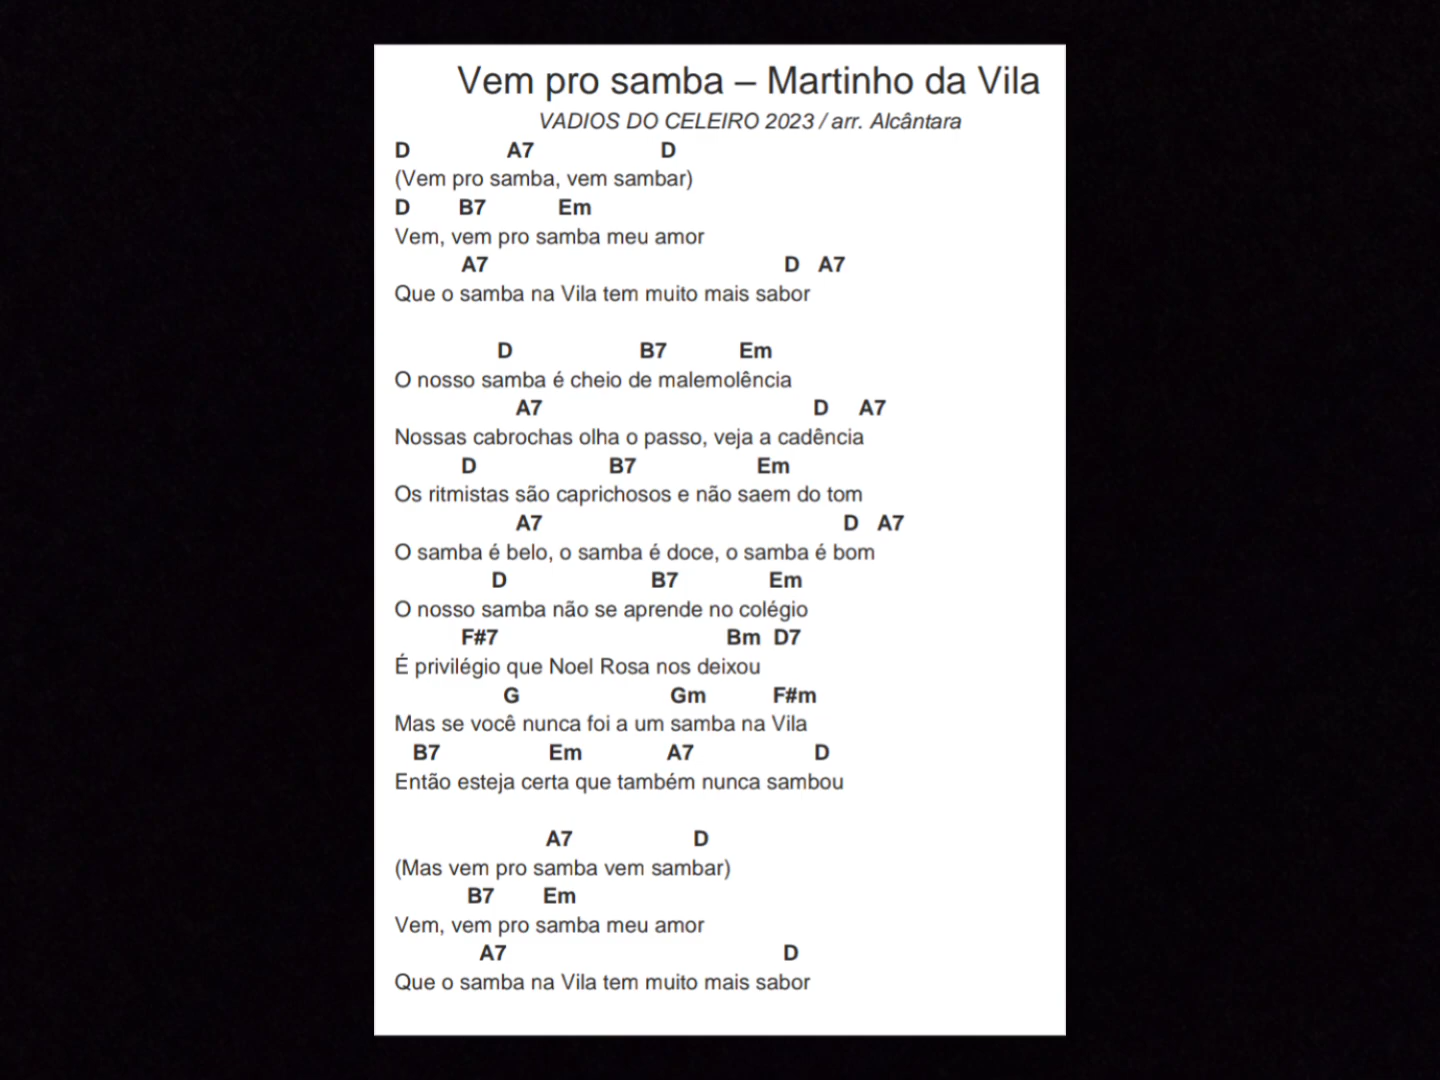 Vem pro samba – Martinho da Vila
VADIOS DO CELEIRO 2023 / arr. Alcântara
D A7 D
(Vem pro samba, vem sambar)
D B7 Em
Vem, vem pro samba meu amor
A7 D A7
Que o samba na Vila tem muito mais sabor
D B7 Em
O nosso samba é cheio de malemolência
A7 D A7
Nossas cabrochas olha o passo, veja a cadência
D B7 Em
Os ritmistas são caprichosos e não saem do tom
A7 D A7
O samba é belo, o samba é doce, o samba é bom
D B7 Em
O nosso samba não se aprende no colégio
F#7 Bm D7
É privilégio que Noel Rosa nos deixou
G Gm F#m
Mas se você nunca foi a um samba na Vila
B7 Em A7 D
Então esteja certa que também nunca sambou
A7 D
(Mas vem pro samba vem sambar)
B7 Em
Vem, vem pro samba meu amor
A7 D
Que o samba na Vila tem muito mais sabor